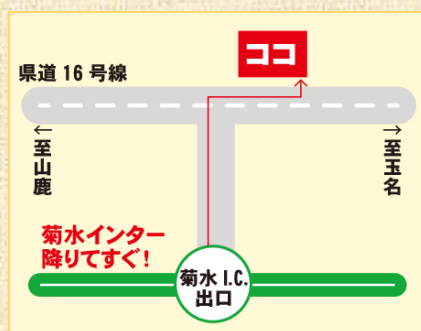 ココ
県道16号線
←
至山鹿
→
至玉名
菊水インター
降りてすぐ!
菊水I.C.
出口